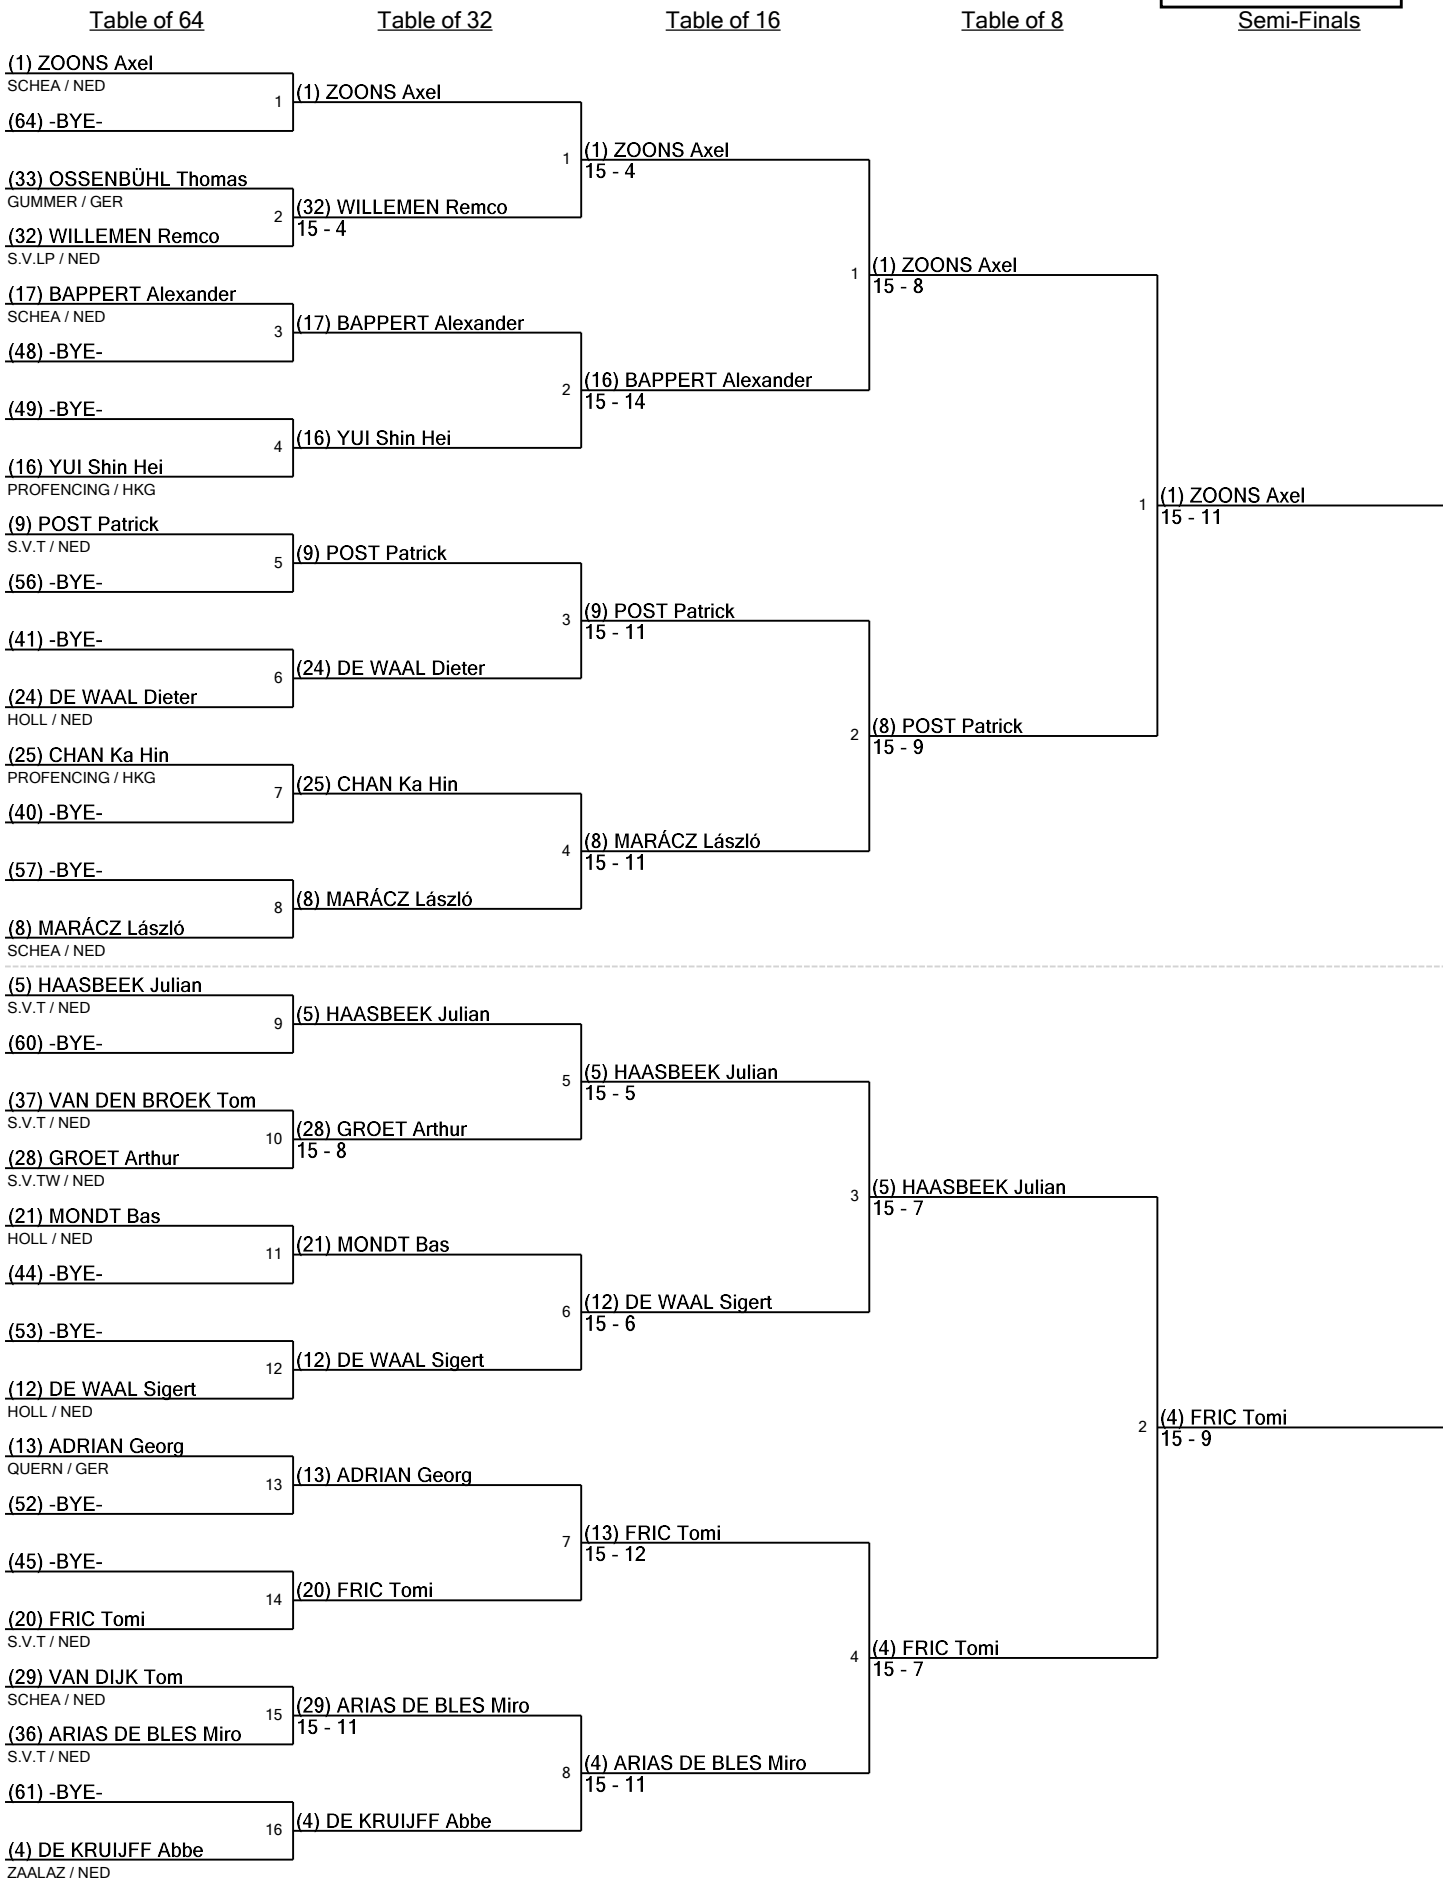 Table of 64
Table of 32
Table of 16
Table of 8
Semi-Finals
(1) ZOONS Axel
SCHEA / NED
1
(64) -BYE-
(33) OSSENBÜHL Thomas
GUMMER / GER
2
(32) WILLEMEN Remco
S.V.LP / NED
(17) BAPPERT Alexander
SCHEA / NED
3
(48) -BYE-
(49) -BYE-
4
(16) YUI Shin Hei
PROFENCING / HKG
(9) POST Patrick
S.V.T / NED
5
(56) -BYE-
(41) -BYE-
6
(24) DE WAAL Dieter
HOLL / NED
(25) CHAN Ka Hin
PROFENCING / HKG
7
(40) -BYE-
(57) -BYE-
8
(8) MARÁCZ László
SCHEA / NED
(5) HAASBEEK Julian
S.V.T / NED
9
(60) -BYE-
(37) VAN DEN BROEK Tom
S.V.T / NED
10
(28) GROET Arthur
S.V.TW / NED
(21) MONDT Bas
HOLL / NED
11
(44) -BYE-
(53) -BYE-
12
(12) DE WAAL Sigert
HOLL / NED
(13) ADRIAN Georg
QUERN / GER
13
(52) -BYE-
(45) -BYE-
14
(20) FRIC Tomi
S.V.T / NED
(29) VAN DIJK Tom
SCHEA / NED
15
(36) ARIAS DE BLES Miro
S.V.T / NED
(61) -BYE-
16
(4) DE KRUIJFF Abbe
ZAALAZ / NED
(1) ZOONS Axel
1
(32) WILLEMEN Remco
15 - 4
(17) BAPPERT Alexander
2
(16) YUI Shin Hei
(9) POST Patrick
3
(24) DE WAAL Dieter
(25) CHAN Ka Hin
4
(8) MARÁCZ László
(5) HAASBEEK Julian
5
(28) GROET Arthur
15 - 8
(21) MONDT Bas
6
(12) DE WAAL Sigert
(13) ADRIAN Georg
7
(20) FRIC Tomi
(29) ARIAS DE BLES Miro
15 - 11
8
(4) DE KRUIJFF Abbe
(1) ZOONS Axel
15 - 4
1
(16) BAPPERT Alexander
15 - 14
(9) POST Patrick
15 - 11
2
(8) MARÁCZ László
15 - 11
(5) HAASBEEK Julian
15 - 5
3
(12) DE WAAL Sigert
15 - 6
(13) FRIC Tomi
15 - 12
4
(4) ARIAS DE BLES Miro
15 - 11
(1) ZOONS Axel
15 - 8
1
(8) POST Patrick
15 - 9
(5) HAASBEEK Julian
15 - 7
2
(4) FRIC Tomi
15 - 7
(1) ZOONS Axel
15 - 11
(4) FRIC Tomi
15 - 9